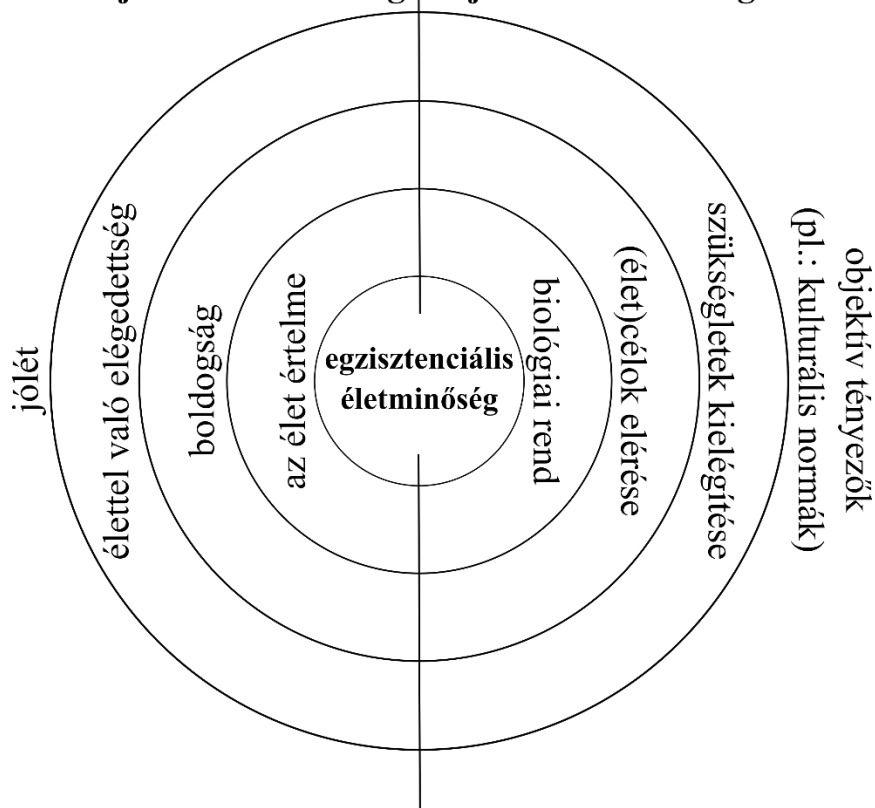 jólét
élettel való elégedettség
boldogság
az élet értelme
egzisztenciális
életminőség
biológiai rend
(élet)célok elérése
szükségletek kielégítése
(pl.: kulturális normák)
objektív tényezők